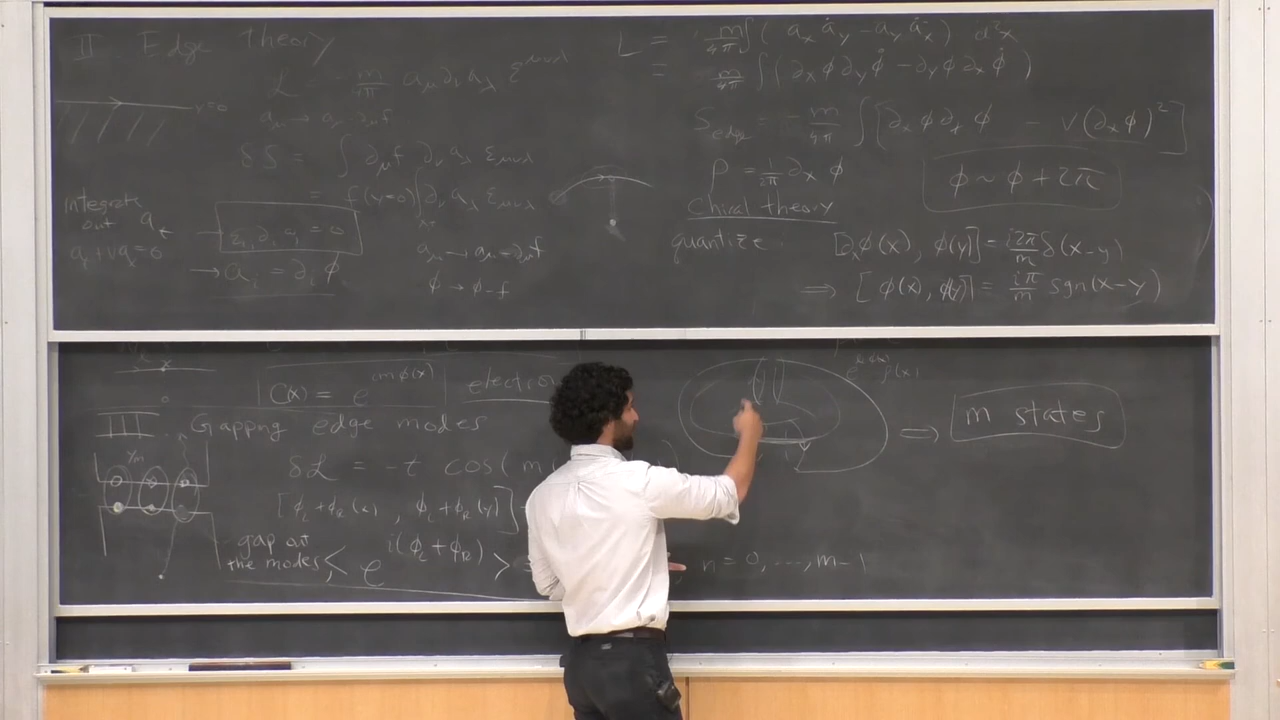 II. Edge Theory
L = m/4π a_μ ∂_ν a_λ ε^{μνλ}
y=0
a_μ → a_μ - ∂_μ f
δS = ∫ ∂_μ f ∂_ν a_λ ε_{μνλ}
= f(y=0) ∫ ∂_ν a_λ ε_{μνλ}
integrate
out a_t
a_t + v a_x = 0
ε_{ij} ∂_i a_j = 0
→ a_i = ∂_i ϕ
a_μ → a_μ - ∂_μ f
ϕ → ϕ - f
L = m/4π ∫ ( a_x ȧ_y - a_y ȧ_x ) d²x
= m/4π ∫ ( ∂_x ϕ ∂_y ϕ̇ - ∂_y ϕ ∂_x ϕ̇ )
S_edge = - m/4π ∫ [ ∂_x ϕ ∂_t ϕ - v(∂_x ϕ)² ]
ρ = 1/2π ∂_x ϕ
ϕ ~ ϕ + 2π
Chiral theory
quantize: [∂_x ϕ(x), ϕ(y)] = i2π/m δ(x-y)
⇒ [ϕ(x), ϕ(y)] = iπ/m sgn(x-y)
C(x) = e^{imϕ(x)} electron
III. Gapping edge modes
δL = -t cos( m
[ϕ_L + ϕ_R (x), ϕ_L + ϕ_R (y)]
gap out
the modes
< e^{i(ϕ_L + ϕ_R)} > =
n = 0, ..., m-1
⇒ m states